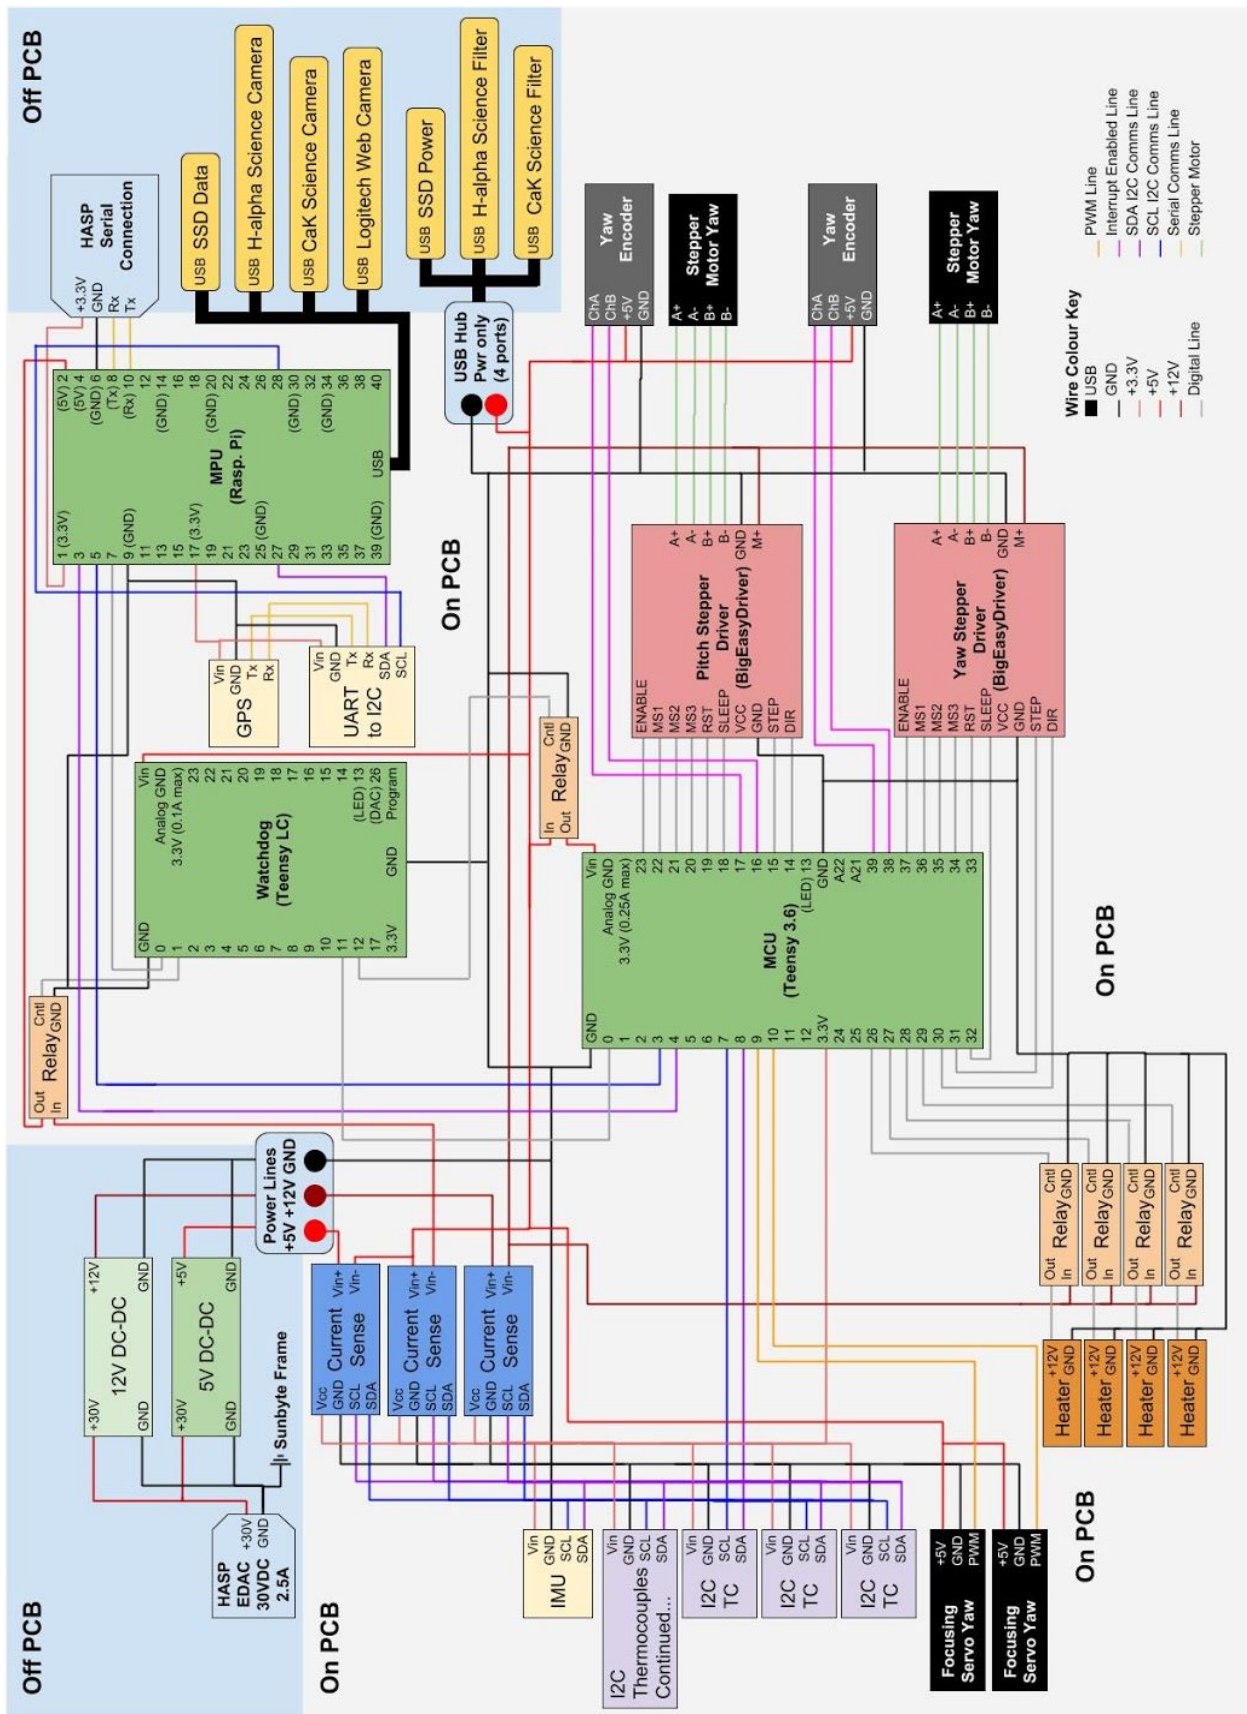 Off PCB
HASP
Serial
Connection
+3.3V
GND
Rx
Tx
USB SSD Data
USB H-alpha Science Camera
USB CaK Science Camera
USB Logitech Web Camera
USB SSD Power
USB H-alpha Science Filter
USB CaK Science Filter
USB Hub
Pwr only
(4 ports)
MPU
(Rasp. Pi)
(5V) 2
(5V) 4
(GND) 6
(Tx) 8
(Rx) 10
12
(GND) 14
16
18
(GND) 20
22
24
26
28
(GND) 30
32
(GND) 34
36
38
40
USB
1 (3.3V)
3
5
7
9 (GND)
11
13
15
17 (3.3V)
19
21
23
25 (GND)
27
29
31
33
35
37
39 (GND)
On PCB
GPS
Vin
GND
Tx
Rx
UART
to I2C
Vin
GND
Tx
Rx
SDA
SCL
Watchdog
(Teensy LC)
Vin
Analog GND
3.3V (0.1A max)
23
22
21
20
19
18
17
16
15
14
(LED) 13
(DAC) 26
Program
GND
GND
0
1
2
3
4
5
6
7
8
9
10
11
12
17
3.3V
Relay
Cntl
GND
Out
In
Relay
Cntl
GND
In
Out
Yaw
Encoder
ChA
ChB
+5V
GND
Stepper
Motor Yaw
A+
A-
B+
B-
Yaw
Encoder
ChA
ChB
+5V
GND
Stepper
Motor Yaw
A+
A-
B+
B-
Wire Colour Key
USB
GND
+3.3V
+5V
+12V
Digital Line
PWM Line
Interrupt Enabled Line
SDA I2C Comms Line
SCL I2C Comms Line
Serial Comms Line
Stepper Motor
Pitch Stepper
Driver
(BigEasyDriver)
A+
A-
B+
B-
GND
M+
ENABLE
MS1
MS2
MS3
RST
SLEEP
VCC
GND
STEP
DIR
Yaw Stepper
Driver
(BigEasyDriver)
A+
A-
B+
B-
GND
M+
ENABLE
MS1
MS2
MS3
RST
SLEEP
VCC
GND
STEP
DIR
MCU
(Teensy 3.6)
Vin
Analog GND
3.3V (0.25A max)
23
22
21
20
19
18
17
16
15
14
(LED) 13
GND
A22
A21
39
38
37
36
35
34
33
GND
0
1
2
3
4
5
6
7
8
9
10
11
12
3.3V
24
25
26
27
28
29
30
31
32
On PCB
Off PCB
Power Lines
+5V +12V GND
12V DC-DC
+12V
GND
+30V
GND
5V DC-DC
+5V
GND
+30V
GND
Sunbyte Frame
HASP
EDAC
30VDC
2.5A
+30V
GND
On PCB
Current
Sense
Vin+
Vin-
Vcc
GND
SCL
SDA
Current
Sense
Vin+
Vin-
Vcc
GND
SCL
SDA
Current
Sense
Vin+
Vin-
Vcc
GND
SCL
SDA
IMU
Vin
GND
SCL
SDA
I2C
Thermocouples
Continued...
Vin
GND
SCL
SDA
I2C
TC
Vin
GND
SCL
SDA
I2C
TC
Vin
GND
SCL
SDA
I2C
TC
Vin
GND
SCL
SDA
Focusing
Servo Yaw
+5V
GND
PWM
Focusing
Servo Yaw
+5V
GND
PWM
Relay
Cntl
GND
Out
In
Relay
Cntl
GND
Out
In
Relay
Cntl
GND
Out
In
Relay
Cntl
GND
Out
In
Heater
+12V
GND
Heater
+12V
GND
Heater
+12V
GND
Heater
+12V
GND
On PCB